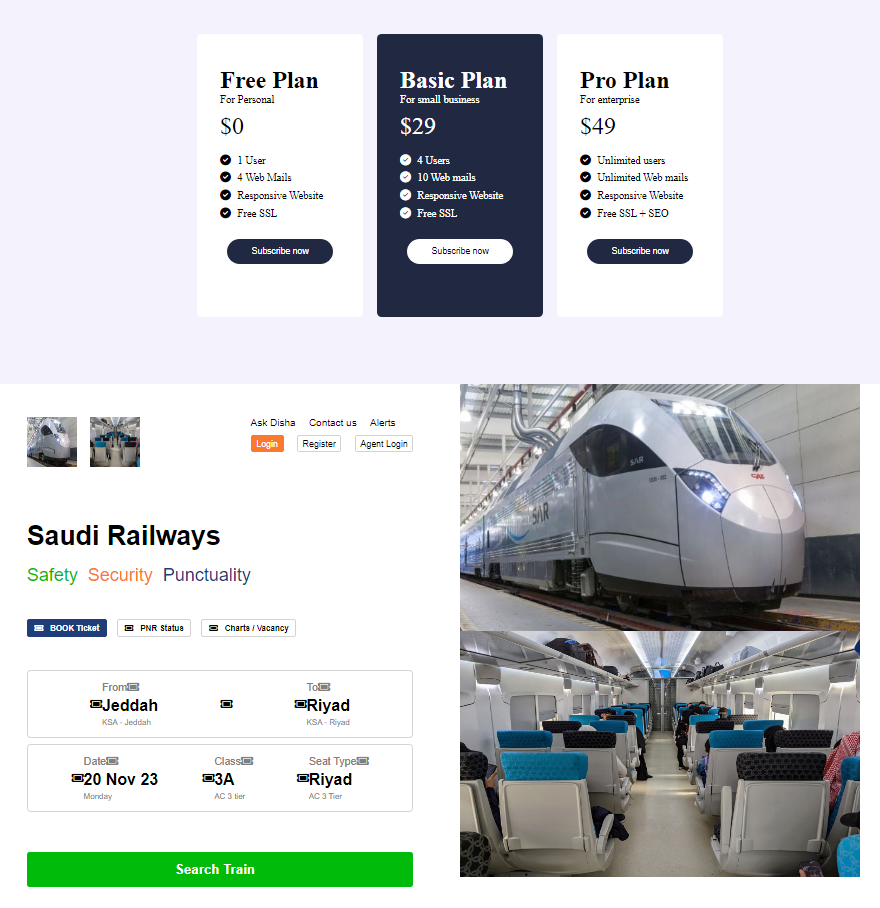 Free Plan
For Personal
$0
1 User
4 Web Mails
Responsive Website
Free SSL
Subscribe now
Basic Plan
For small business
$29
4 Users
10 Web mails
Responsive Website
Free SSL
Subscribe now
Pro Plan
For enterprise
$49
Unlimited users
Unlimited Web mails
Responsive Website
Free SSL + SEO
Subscribe now
Ask Disha Contact us Alerts
Login Register Agent Login
Saudi Railways
Safety Security Punctuality
BOOK Ticket PNR Status Charts / Vacancy
From To
Jeddah Riyad
KSA - Jeddah KSA - Riyad
Date Class Seat Type
20 Nov 23 3A Riyad
Monday AC 3 tier AC 3 Tier
Search Train
SAR
SAR